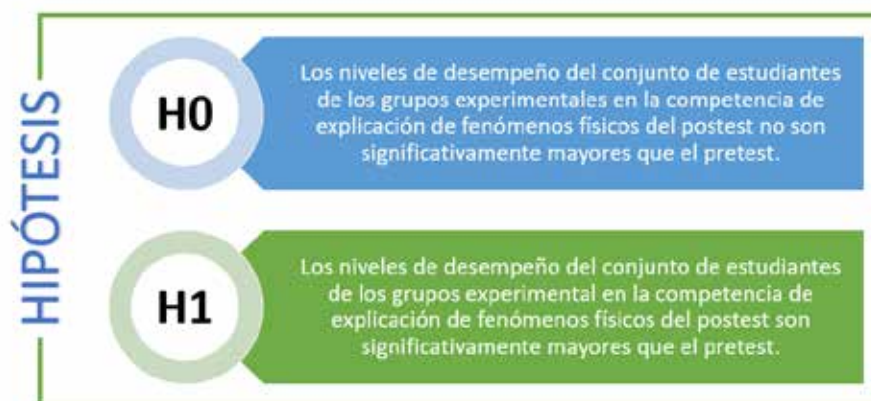 HIPÓTESIS
H0
Los niveles de desempeño del conjunto de estudiantes
de los grupos experimentales en la competencia de
explicación de fenómenos físicos del postest no son
significativamente mayores que el pretest.
H1
Los niveles de desempeño del conjunto de estudiantes
de los grupos experimental en la competencia de
explicación de fenómenos físicos del postest son
significativamente mayores que el pretest.